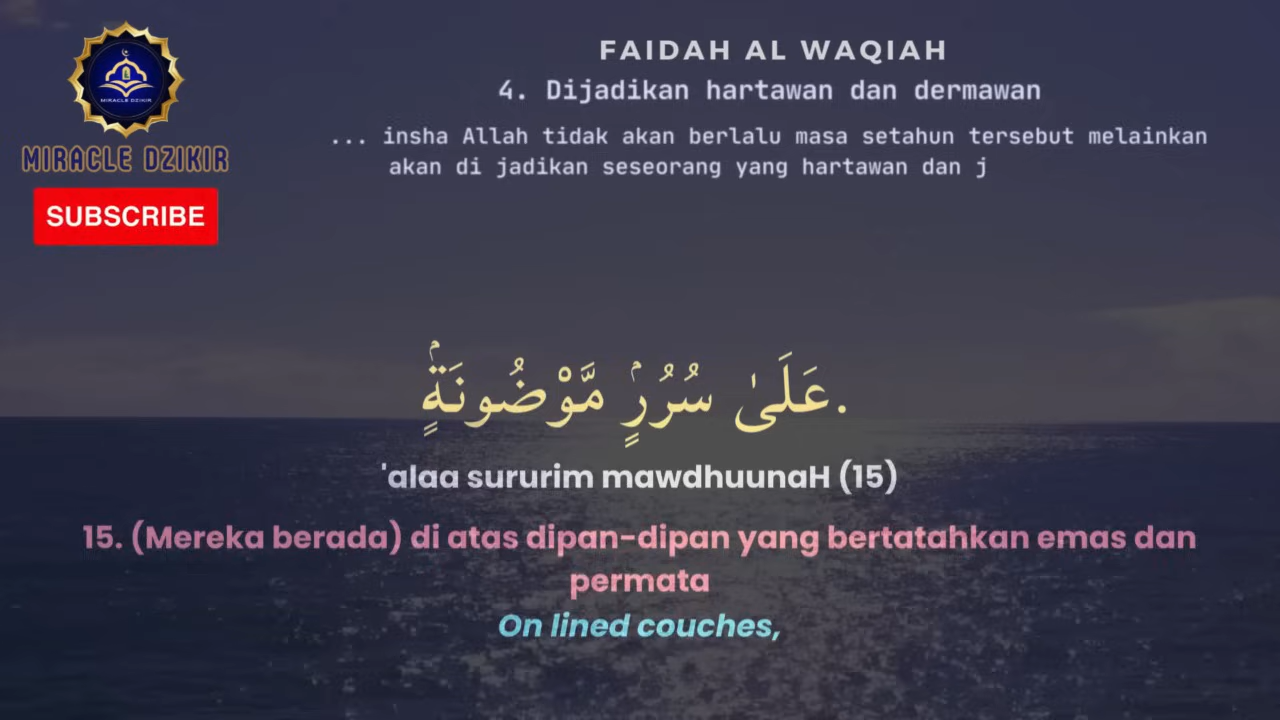 MIRACLE DZIKIR
MIRACLE DZIKIR
SUBSCRIBE
FAIDAH AL WAQIAH
4. Dijadikan hartawan dan dermawan
... insha Allah tidak akan berlalu masa setahun tersebut melainkan
akan di jadikan seseorang yang hartawan dan j
عَلَىٰ سُرُرٍۢ مَّوْضُونَةٍۢ.
'alaa sururim mawdhuunaH (15)
15. (Mereka berada) di atas dipan-dipan yang bertatahkan emas dan
permata
On lined couches,